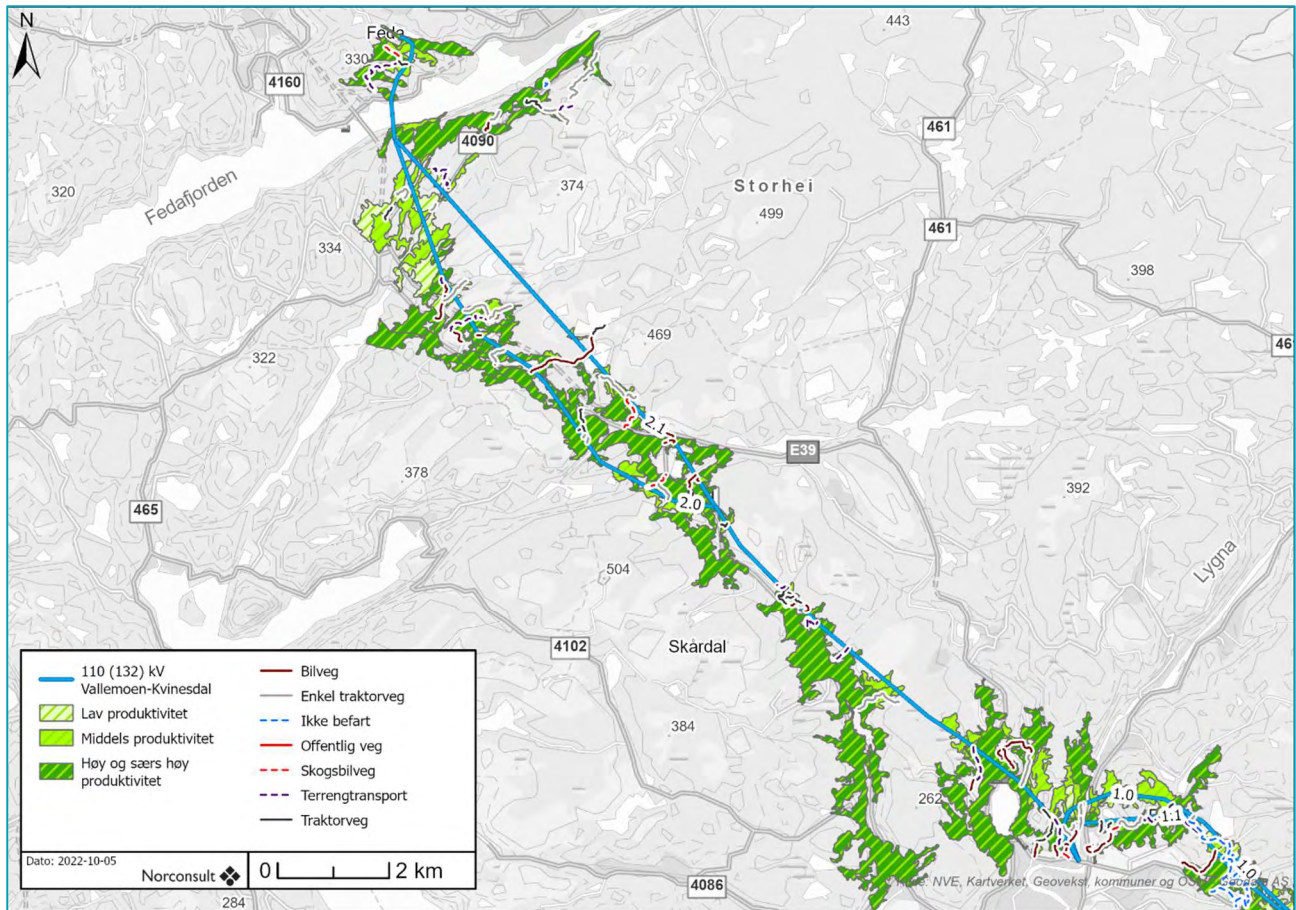 N
Feda
443
330
4160
4090
461
320
374
Storhei
Fedafjorden
499
461
334
398
469
46
322
2.1
E39
378
392
465
2.0
Lygna
504
4102
Skårdal
384
262
1.0
1.1
1.0
4086
284
110 (132) kV
Vallemoen-Kvinesdal
Lav produktivitet
Middels produktivitet
Høy og særs høy
produktivitet
Bilveg
Enkel traktorveg
Ikke befart
Offentlig veg
Skogsbilveg
Terrengtransport
Traktorveg
Dato: 2022-10-05
Norconsult
0 2 km
NVE, Kartverket, Geovekst, kommuner og AS